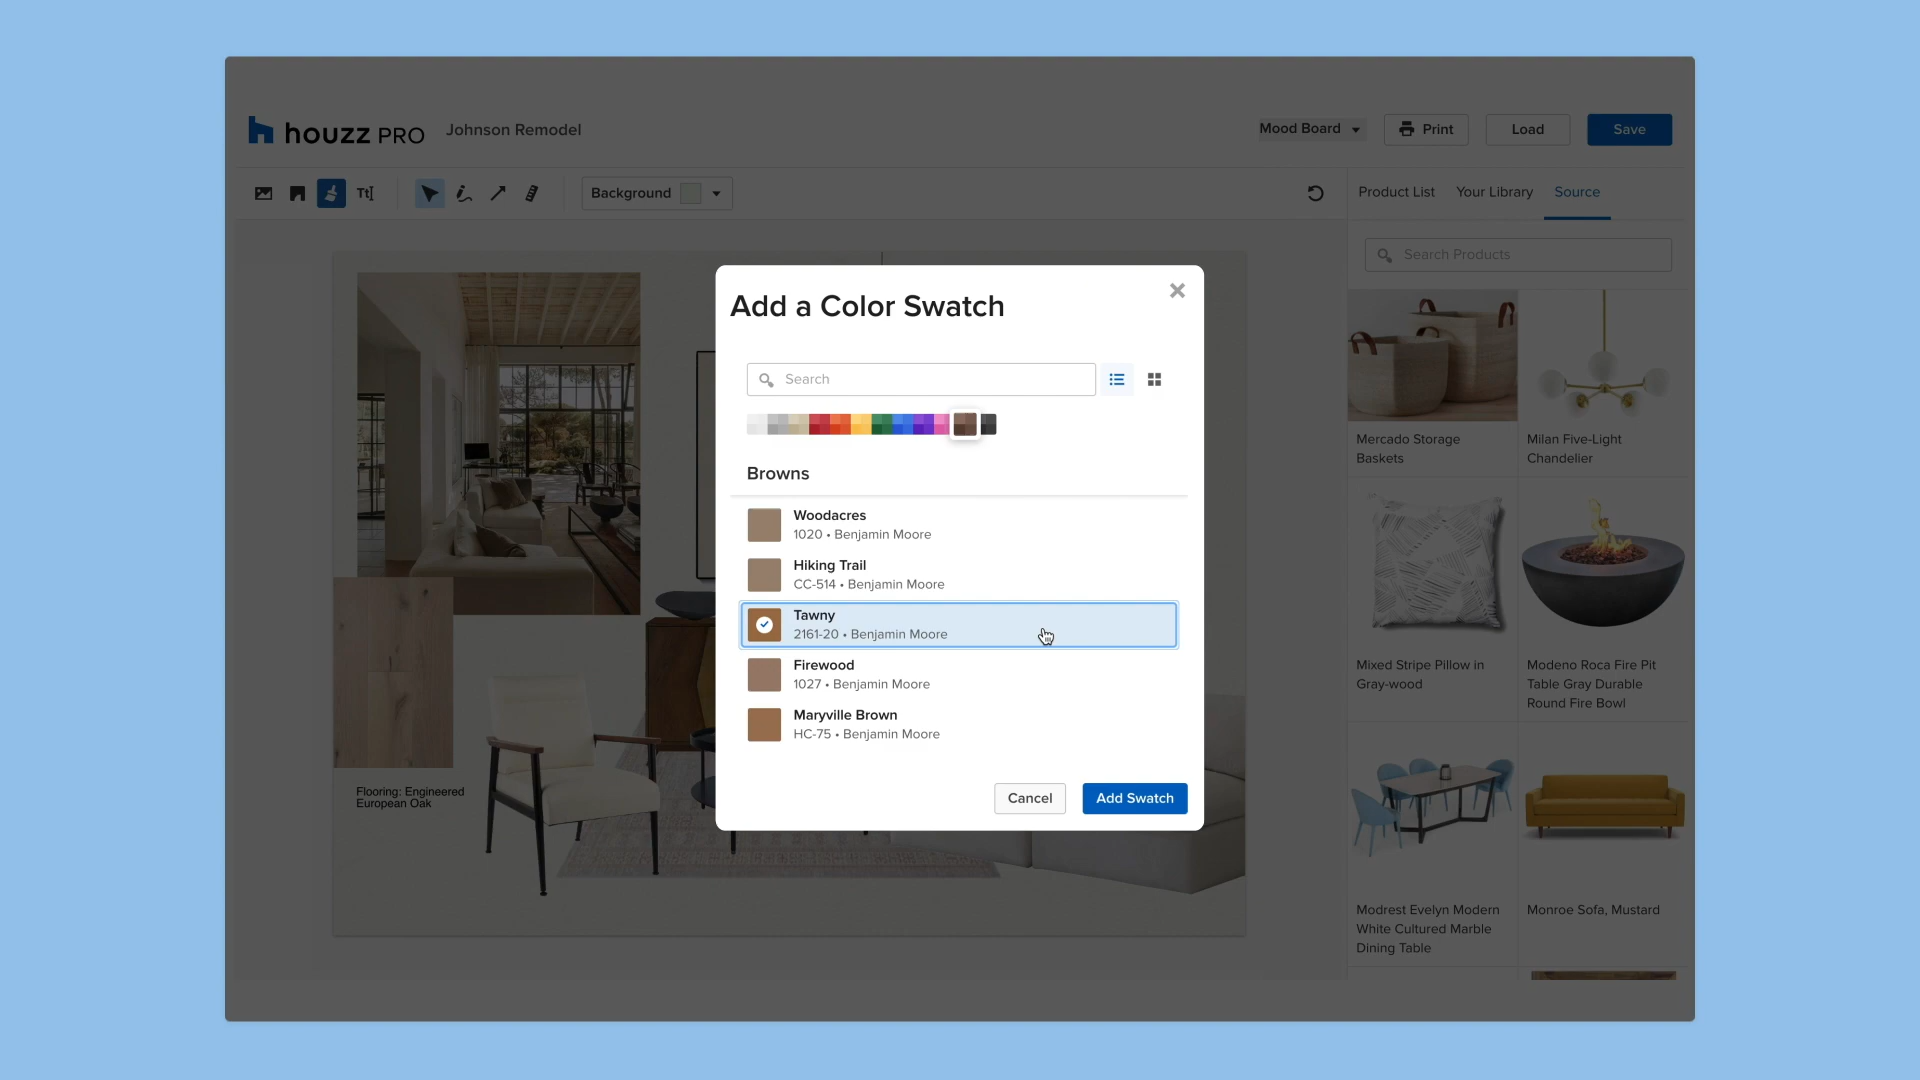 houzz PRO
Johnson Remodel
Mood Board
Print
Load
Save
Tt
Background
Product List
Your Library
Source
Search Products
Mercado Storage
Baskets
Milan Five-Light
Chandelier
Mixed Stripe Pillow in
Gray-wood
Modeno Roca Fire Pit
Table Gray Durable
Round Fire Bowl
Modrest Evelyn Modern
White Cultured Marble
Dining Table
Monroe Sofa, Mustard
Flooring: Engineered
European Oak
Add a Color Swatch
Search
Browns
Woodacres
1020 • Benjamin Moore
Hiking Trail
CC-514 • Benjamin Moore
Tawny
2161-20 • Benjamin Moore
Firewood
1027 • Benjamin Moore
Maryville Brown
HC-75 • Benjamin Moore
Cancel
Add Swatch